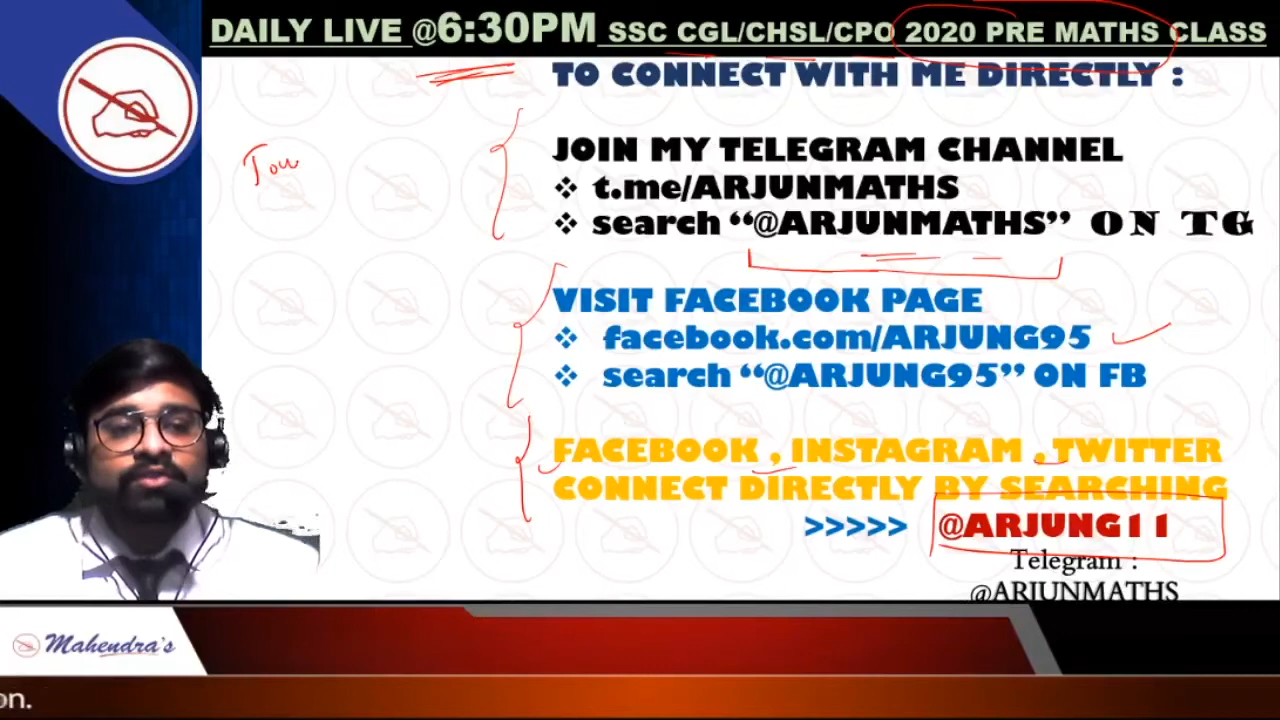 DAILY LIVE @6:30PM SSC CGL/CHSL/CPO 2020 PRE MATHS CLASS
TO CONNECT WITH ME DIRECTLY :
JOIN MY TELEGRAM CHANNEL
❖ t.me/ARJUNMATHS
❖ search “@ARJUNMATHS” ON TG
VISIT FACEBOOK PAGE
❖ facebook.com/ARJUNG95
❖ search “@ARJUNG95” ON FB
FACEBOOK , INSTAGRAM , TWITTER
CONNECT DIRECTLY BY SEARCHING
>>>>> @ARJUNG11
Telegram :
@ARJUNMATHS
Mahendra's
on.